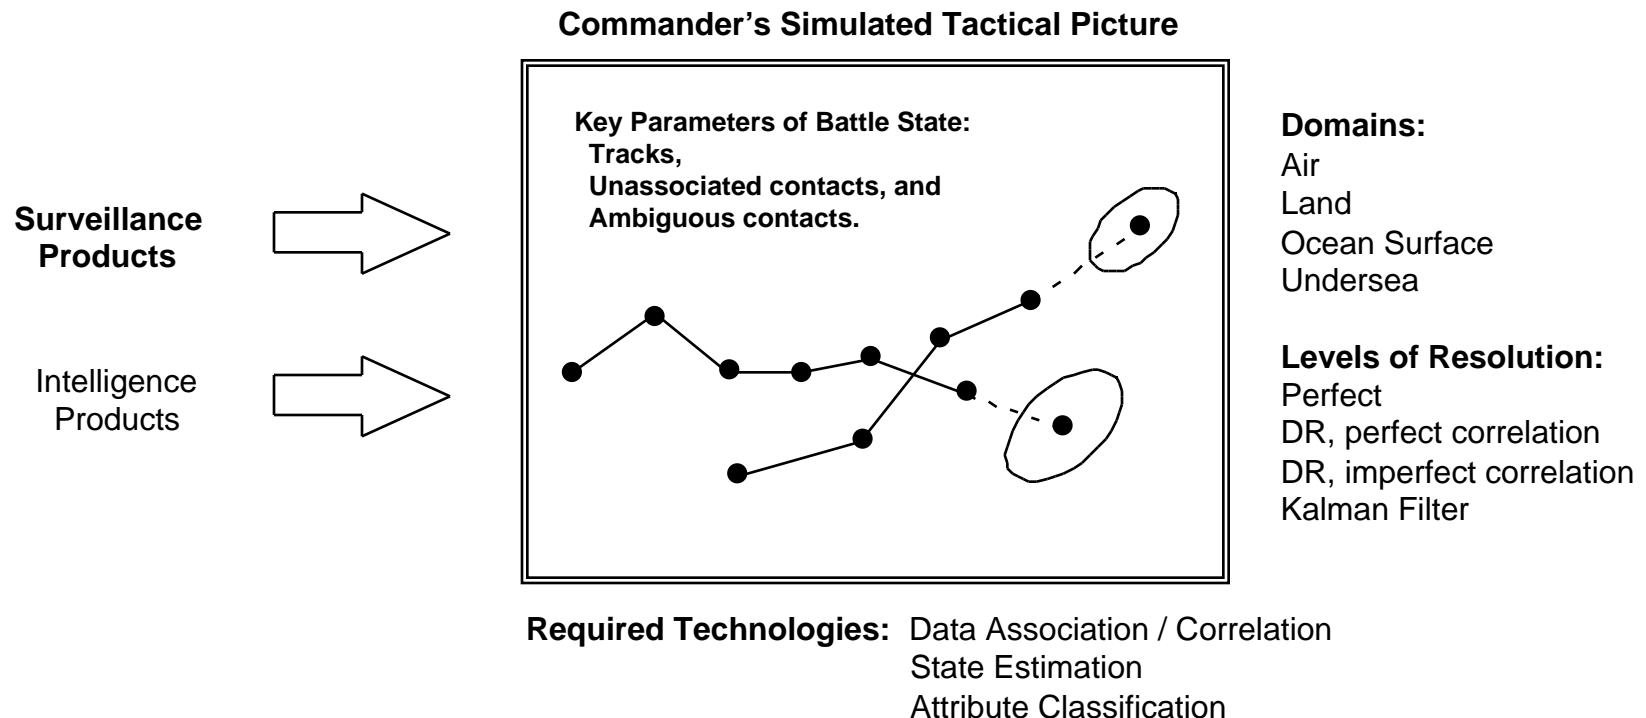 Commander’s Simulated Tactical Picture
Key Parameters of Battle State:
Tracks,
Unassociated contacts, and
Ambiguous contacts.
Surveillance
Products
Intelligence
Products
Domains:
Air
Land
Ocean Surface
Undersea
Levels of Resolution:
Perfect
DR, perfect correlation
DR, imperfect correlation
Kalman Filter
Required Technologies: Data Association / Correlation
State Estimation
Attribute Classification